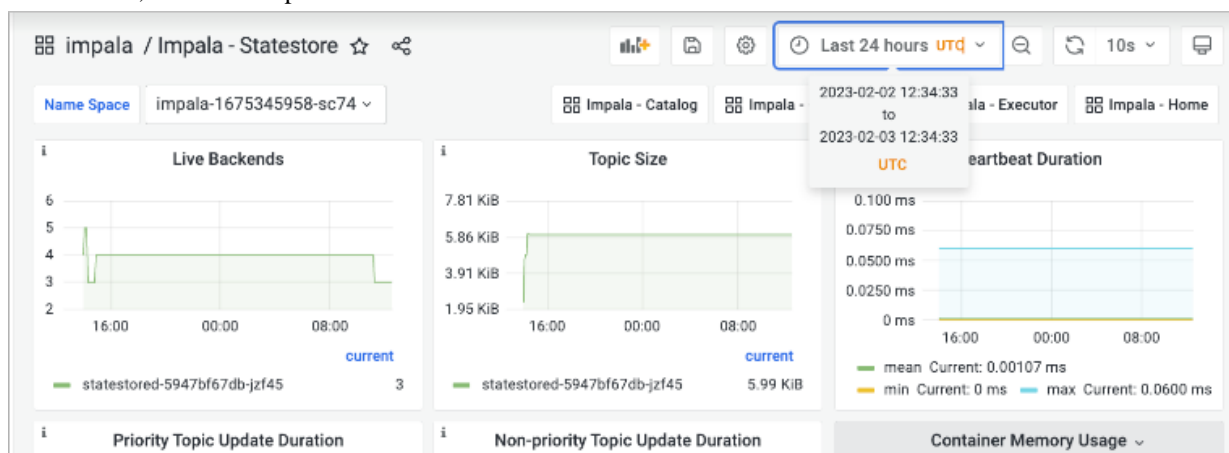 impala / Impala - Statestore
Last 24 hours UTC
10s
Name Space
impala-1675345958-sc74
Impala - Catalog
Impala -
ala - Executor
Impala - Home
2023-02-02 12:34:33
to
2023-02-03 12:34:33
UTC
i
Live Backends
6
5
4
3
2
16:00 00:00 08:00
current
statestored-5947bf67db-jzf45 3
i
Topic Size
7.81 KiB
5.86 KiB
3.91 KiB
1.95 KiB
16:00 00:00 08:00
current
statestored-5947bf67db-jzf45 5.99 KiB
eartbeat Duration
0.100 ms
0.0750 ms
0.0500 ms
0.0250 ms
0 ms
16:00 00:00 08:00
mean Current: 0.00107 ms
min Current: 0 ms max Current: 0.0600 ms
i
Priority Topic Update Duration
i
Non-priority Topic Update Duration
Container Memory Usage